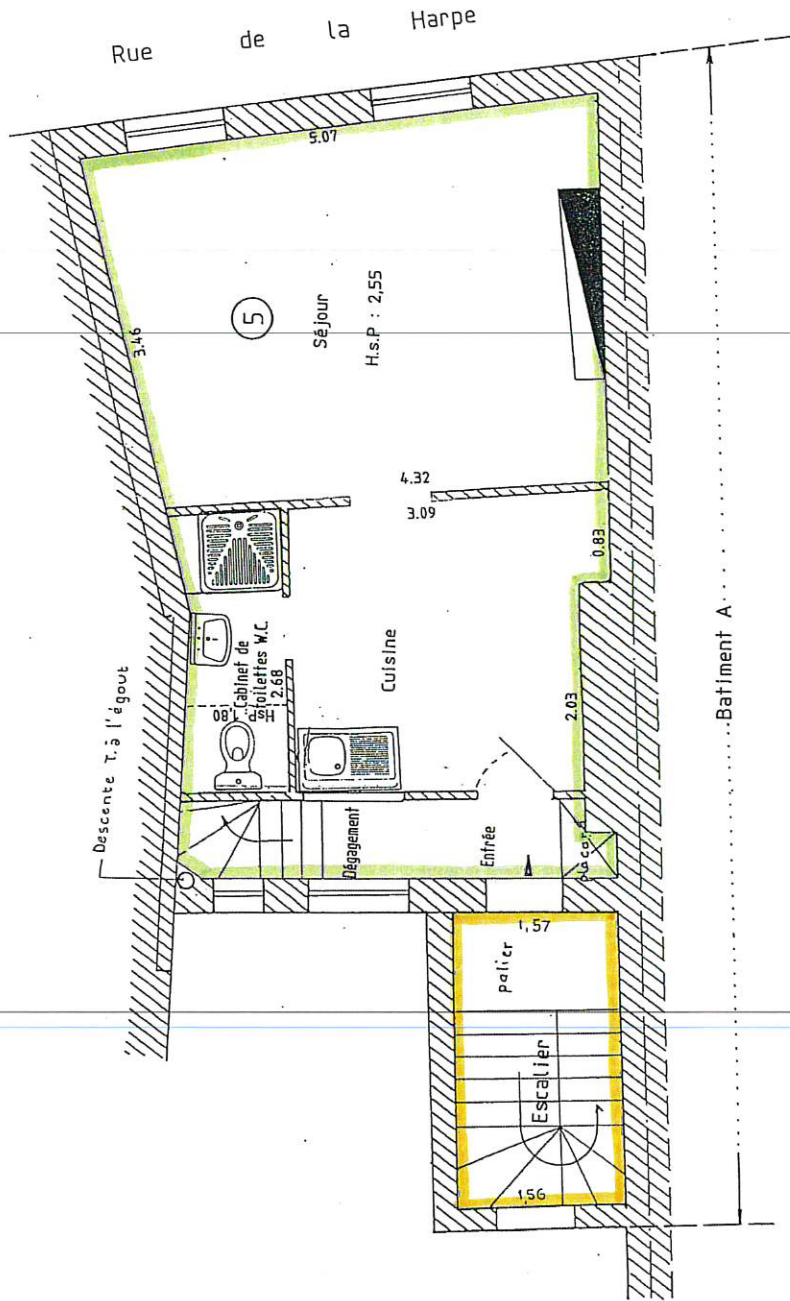 Rue de la Harpe
5.07
3.46
5
Séjour
H.s.P : 2,55
4.32
3.09
0.83
Descente T. à l'égout
Cabinet de
toilettes W.C.
2.68
HsP: 1,80
Cuisine
2.03
Batiment A
Dégagement
Entrée
placard
1,57
palier
Escalier
1,56